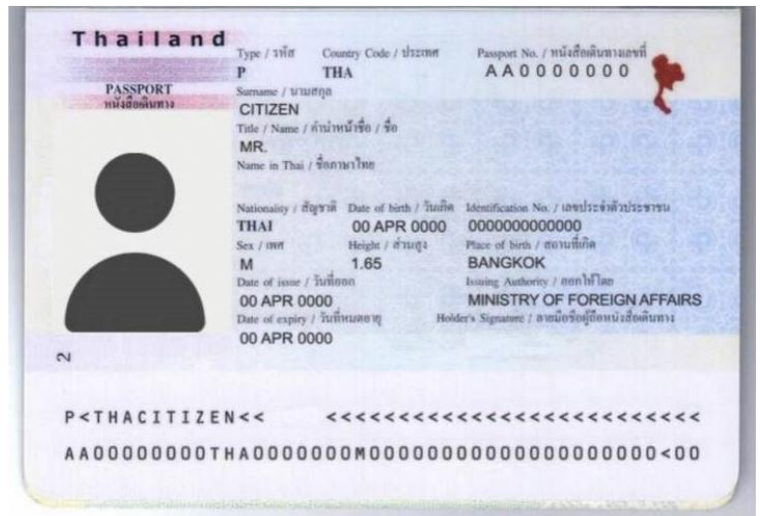 Thailand
PASSPORT
หนังสือเดินทาง
Type / รหัส Country Code / ประเทศ Passport No. / หนังสือเดินทางเลขที่
P THA AA0000000
Surname / นามสกุล
CITIZEN
Title / Name / คำนำหน้าชื่อ / ชื่อ
MR.
Name in Thai / ชื่อภาษาไทย
Nationality / สัญชาติ Date of birth / วันเกิด Identification No. / เลขประจำตัวประชาชน
THAI 00 APR 0000 0000000000000
Sex / เพศ Height / ส่วนสูง Place of birth / สถานที่เกิด
M 1.65 BANGKOK
Date of issue / วันที่ออก Issuing Authority / ออกให้โดย
00 APR 0000 MINISTRY OF FOREIGN AFFAIRS
Date of expiry / วันที่หมดอายุ Holder's Signature / ลายมือชื่อผู้ถือหนังสือเดินทาง
00 APR 0000
2
P<THACITIZEN<< <<<<<<<<<<<<<<<<<<<<<<<<<<
AA00000000THA0000000M00000000000000000000000<00